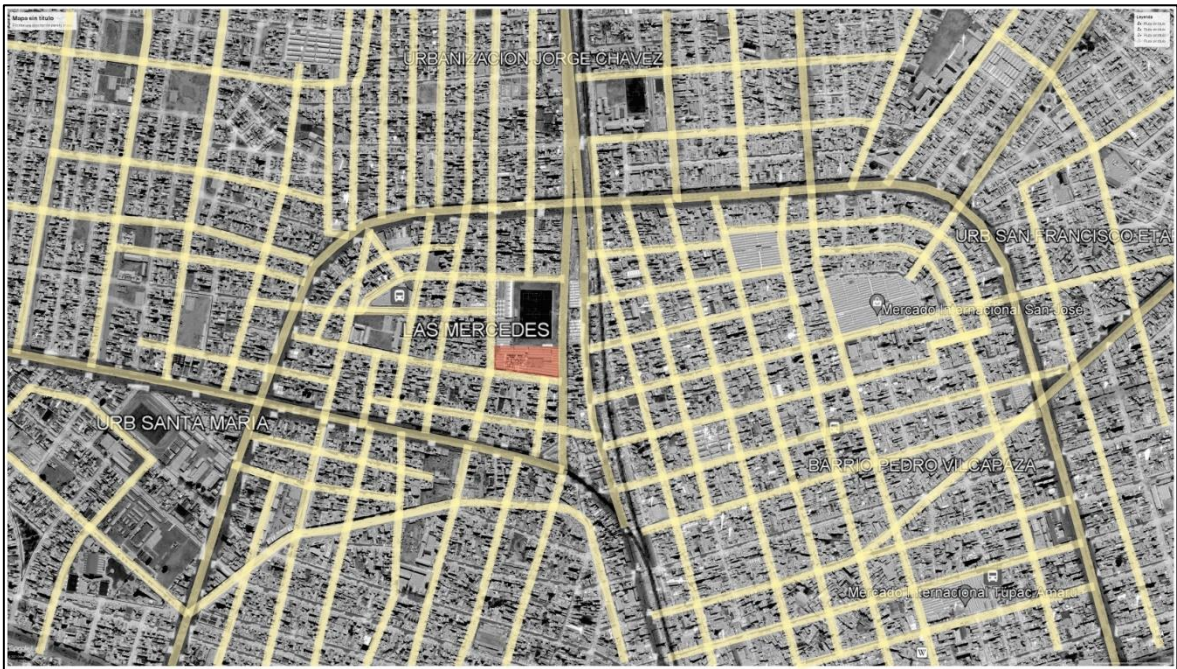 Mapa sin título
Leyenda
URBANIZACION JORGE CHAVEZ
URB SAN FRANCISCO ETA
Mercado Internacional San José
LAS MERCEDES
URB SANTA MARIA
BARRIO PEDRO VILCAPAZA
Mercado Internacional Tupac Amaru
W